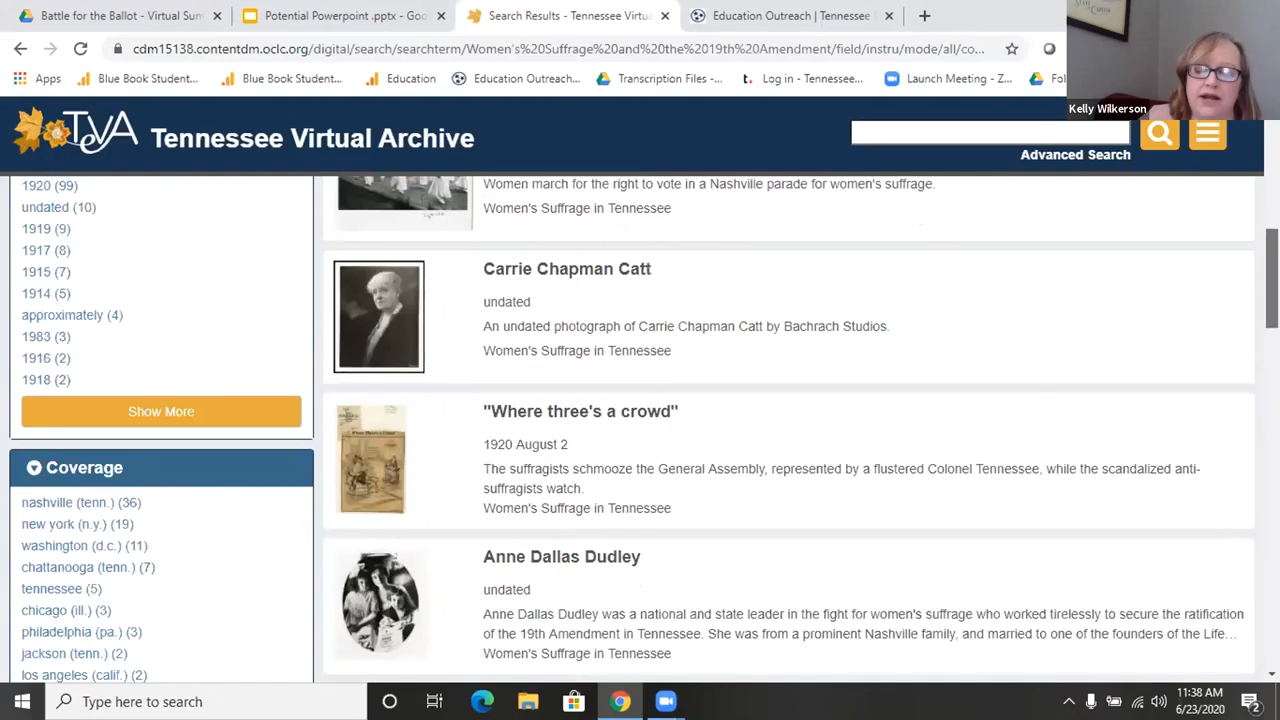 Battle for the Ballot - Virtual Sum
Potential Powerpoint .pptx - Goo
Search Results - Tennessee Virtu
Education Outreach | Tennessee
cdm15138.contentdm.oclc.org/digital/search/searchterm/Women's%20Suffrage%20and%20the%2019th%20Amendment/field/instru/mode/all/co...
Apps
Blue Book Student...
Blue Book Student...
Education
Education Outreach...
Transcription Files -...
t. Log in - Tennessee...
Launch Meeting - Z...
Fol
Kelly Wilkerson
TeVA
Tennessee Virtual Archive
Advanced Search
1920 (99)
undated (10)
1919 (9)
1917 (8)
1915 (7)
1914 (5)
approximately (4)
1983 (3)
1916 (2)
1918 (2)
Show More
Coverage
nashville (tenn.) (36)
new york (n.y.) (19)
washington (d.c.) (11)
chattanooga (tenn.) (7)
tennessee (5)
chicago (ill.) (3)
philadelphia (pa.) (3)
jackson (tenn.) (2)
los angeles (calif.) (2)
Women march for the right to vote in a Nashville parade for women's suffrage.
Women's Suffrage in Tennessee
Carrie Chapman Catt
undated
An undated photograph of Carrie Chapman Catt by Bachrach Studios.
Women's Suffrage in Tennessee
"Where three's a crowd"
1920 August 2
The suffragists schmooze the General Assembly, represented by a flustered Colonel Tennessee, while the scandalized anti-
suffragists watch.
Women's Suffrage in Tennessee
Anne Dallas Dudley
undated
Anne Dallas Dudley was a national and state leader in the fight for women's suffrage who worked tirelessly to secure the ratification
of the 19th Amendment in Tennessee. She was from a prominent Nashville family, and married to one of the founders of the Life...
Women's Suffrage in Tennessee
Type here to search
11:38 AM
6/23/2020
2